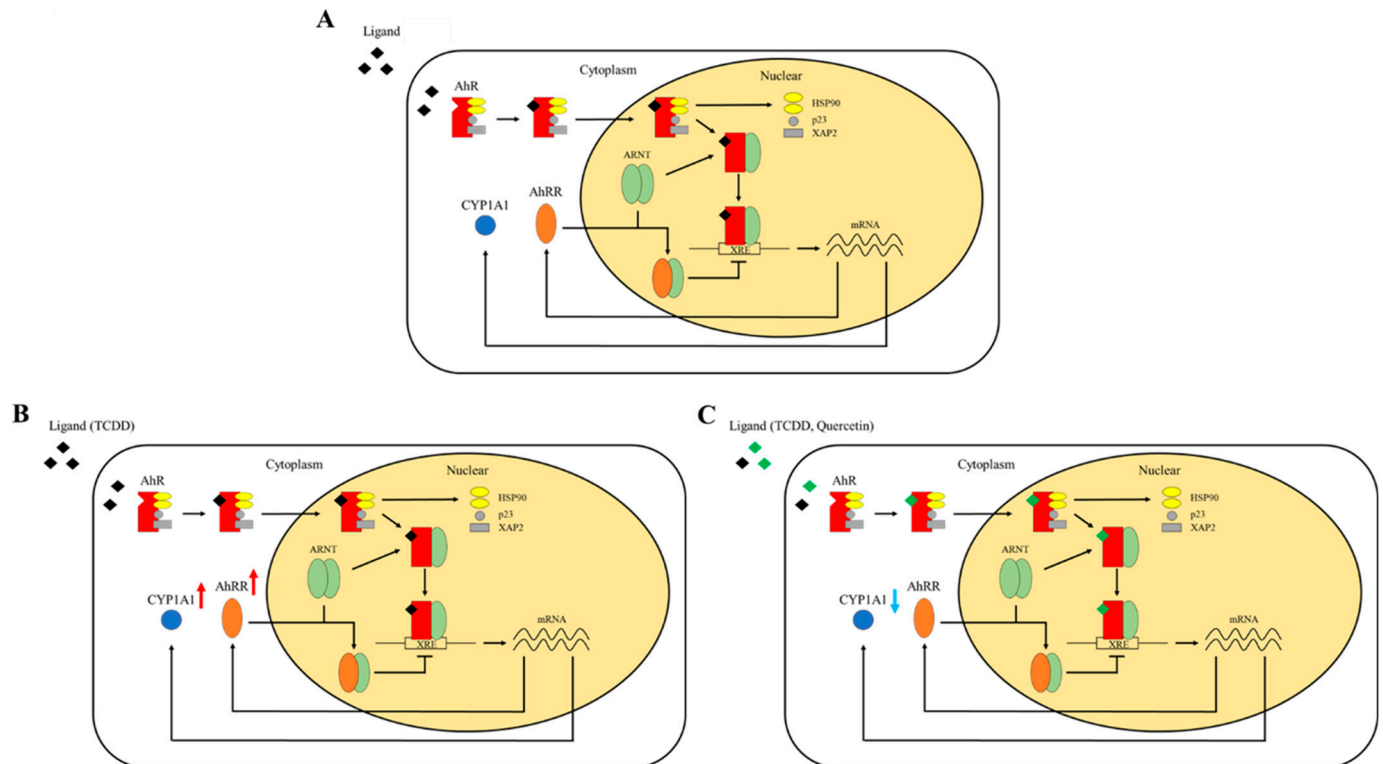 A
Ligand
Cytoplasm
Nuclear
AhR
HSP90
p23
XAP2
ARNT
AhRR
CYP1A1
mRNA
XRE
B
Ligand (TCDD)
Cytoplasm
Nuclear
AhR
HSP90
p23
XAP2
ARNT
AhRR
CYP1A1
mRNA
XRE
C
Ligand (TCDD, Quercetin)
Cytoplasm
Nuclear
AhR
HSP90
p23
XAP2
ARNT
AhRR
CYP1A1
mRNA
XRE